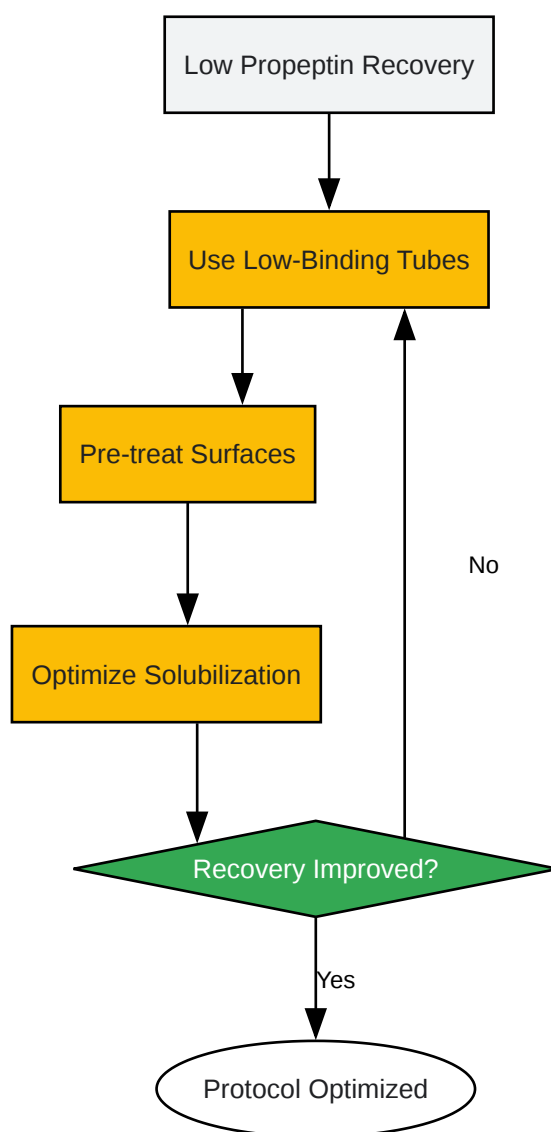 Low Propeptin Recovery
Use Low-Binding Tubes
Pre-treat Surfaces
No
Optimize Solubilization
Recovery Improved?
Yes
Protocol Optimized